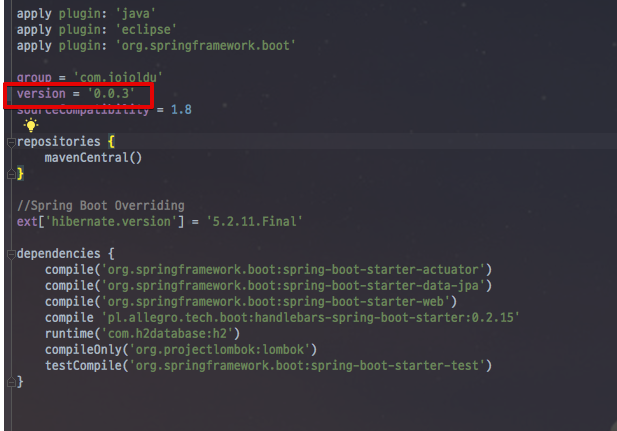 apply plugin: 'java'
apply plugin: 'eclipse'
apply plugin: 'org.springframework.boot'
group = 'com.jojoldu'
version = '0.0.3'
sourceCompatibility = 1.8
repositories {
mavenCentral()
}
//Spring Boot Overriding
ext['hibernate.version'] = '5.2.11.Final'
dependencies {
compile('org.springframework.boot:spring-boot-starter-actuator')
compile('org.springframework.boot:spring-boot-starter-data-jpa')
compile('org.springframework.boot:spring-boot-starter-web')
compile 'pl.allegro.tech.boot:handlebars-spring-boot-starter:0.2.15'
runtime('com.h2database:h2')
compileOnly('org.projectlombok:lombok')
testCompile('org.springframework.boot:spring-boot-starter-test')
}